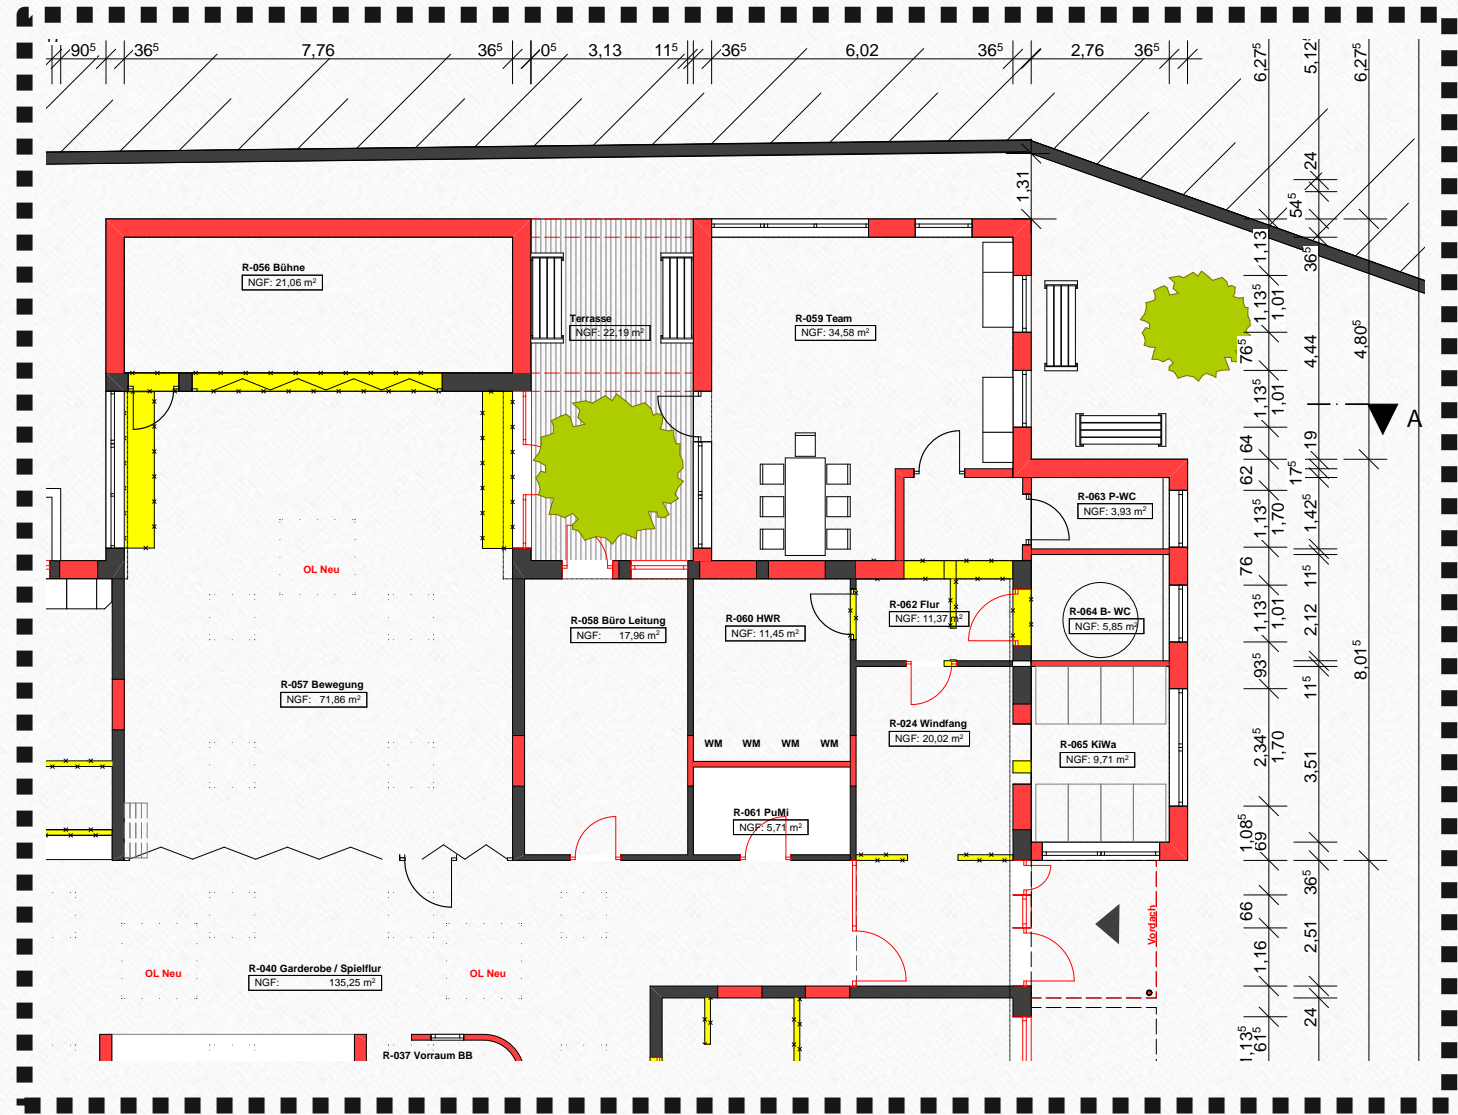 90⁵ 36⁵ 7,76 36⁵ 0⁵ 3,13 11⁵ 36⁵ 6,02 36⁵ 2,76 36⁵
6,27⁵
5,12⁵
6,27⁵
24
54⁵
1,31
1,13
36⁵
R-056 Bühne
NGF: 21,06 m²
Terrasse
NGF: 22,19 m²
R-059 Team
NGF: 34,58 m²
1,13⁵
1,01
76⁵
4,44
4,80⁵
1,13⁵
1,01
A
64
19
62
17⁵
R-063 P-WC
NGF: 3,93 m²
1,13⁵
1,70
1,42⁵
OL Neu
76
11⁵
R-058 Büro Leitung
NGF: 17,96 m²
R-060 HWR
NGF: 11,45 m²
R-062 Flur
NGF: 11,37 m²
R-064 B- WC
NGF: 5,85 m²
1,13⁵
1,01
2,12
93⁵
11⁵
8,01⁵
R-057 Bewegung
NGF: 71,86 m²
WM WM WM WM
R-024 Windfang
NGF: 20,02 m²
R-065 KiWa
NGF: 9,71 m²
2,34⁵
1,70
3,51
R-061 PuMi
NGF: 5,71 m²
1,08⁵
69
36⁵
66
Vordach
1,16
2,51
OL Neu
R-040 Garderobe / Spielflur
NGF: 135,25 m²
OL Neu
24
1,13⁵
61⁵
R-037 Vorraum BB